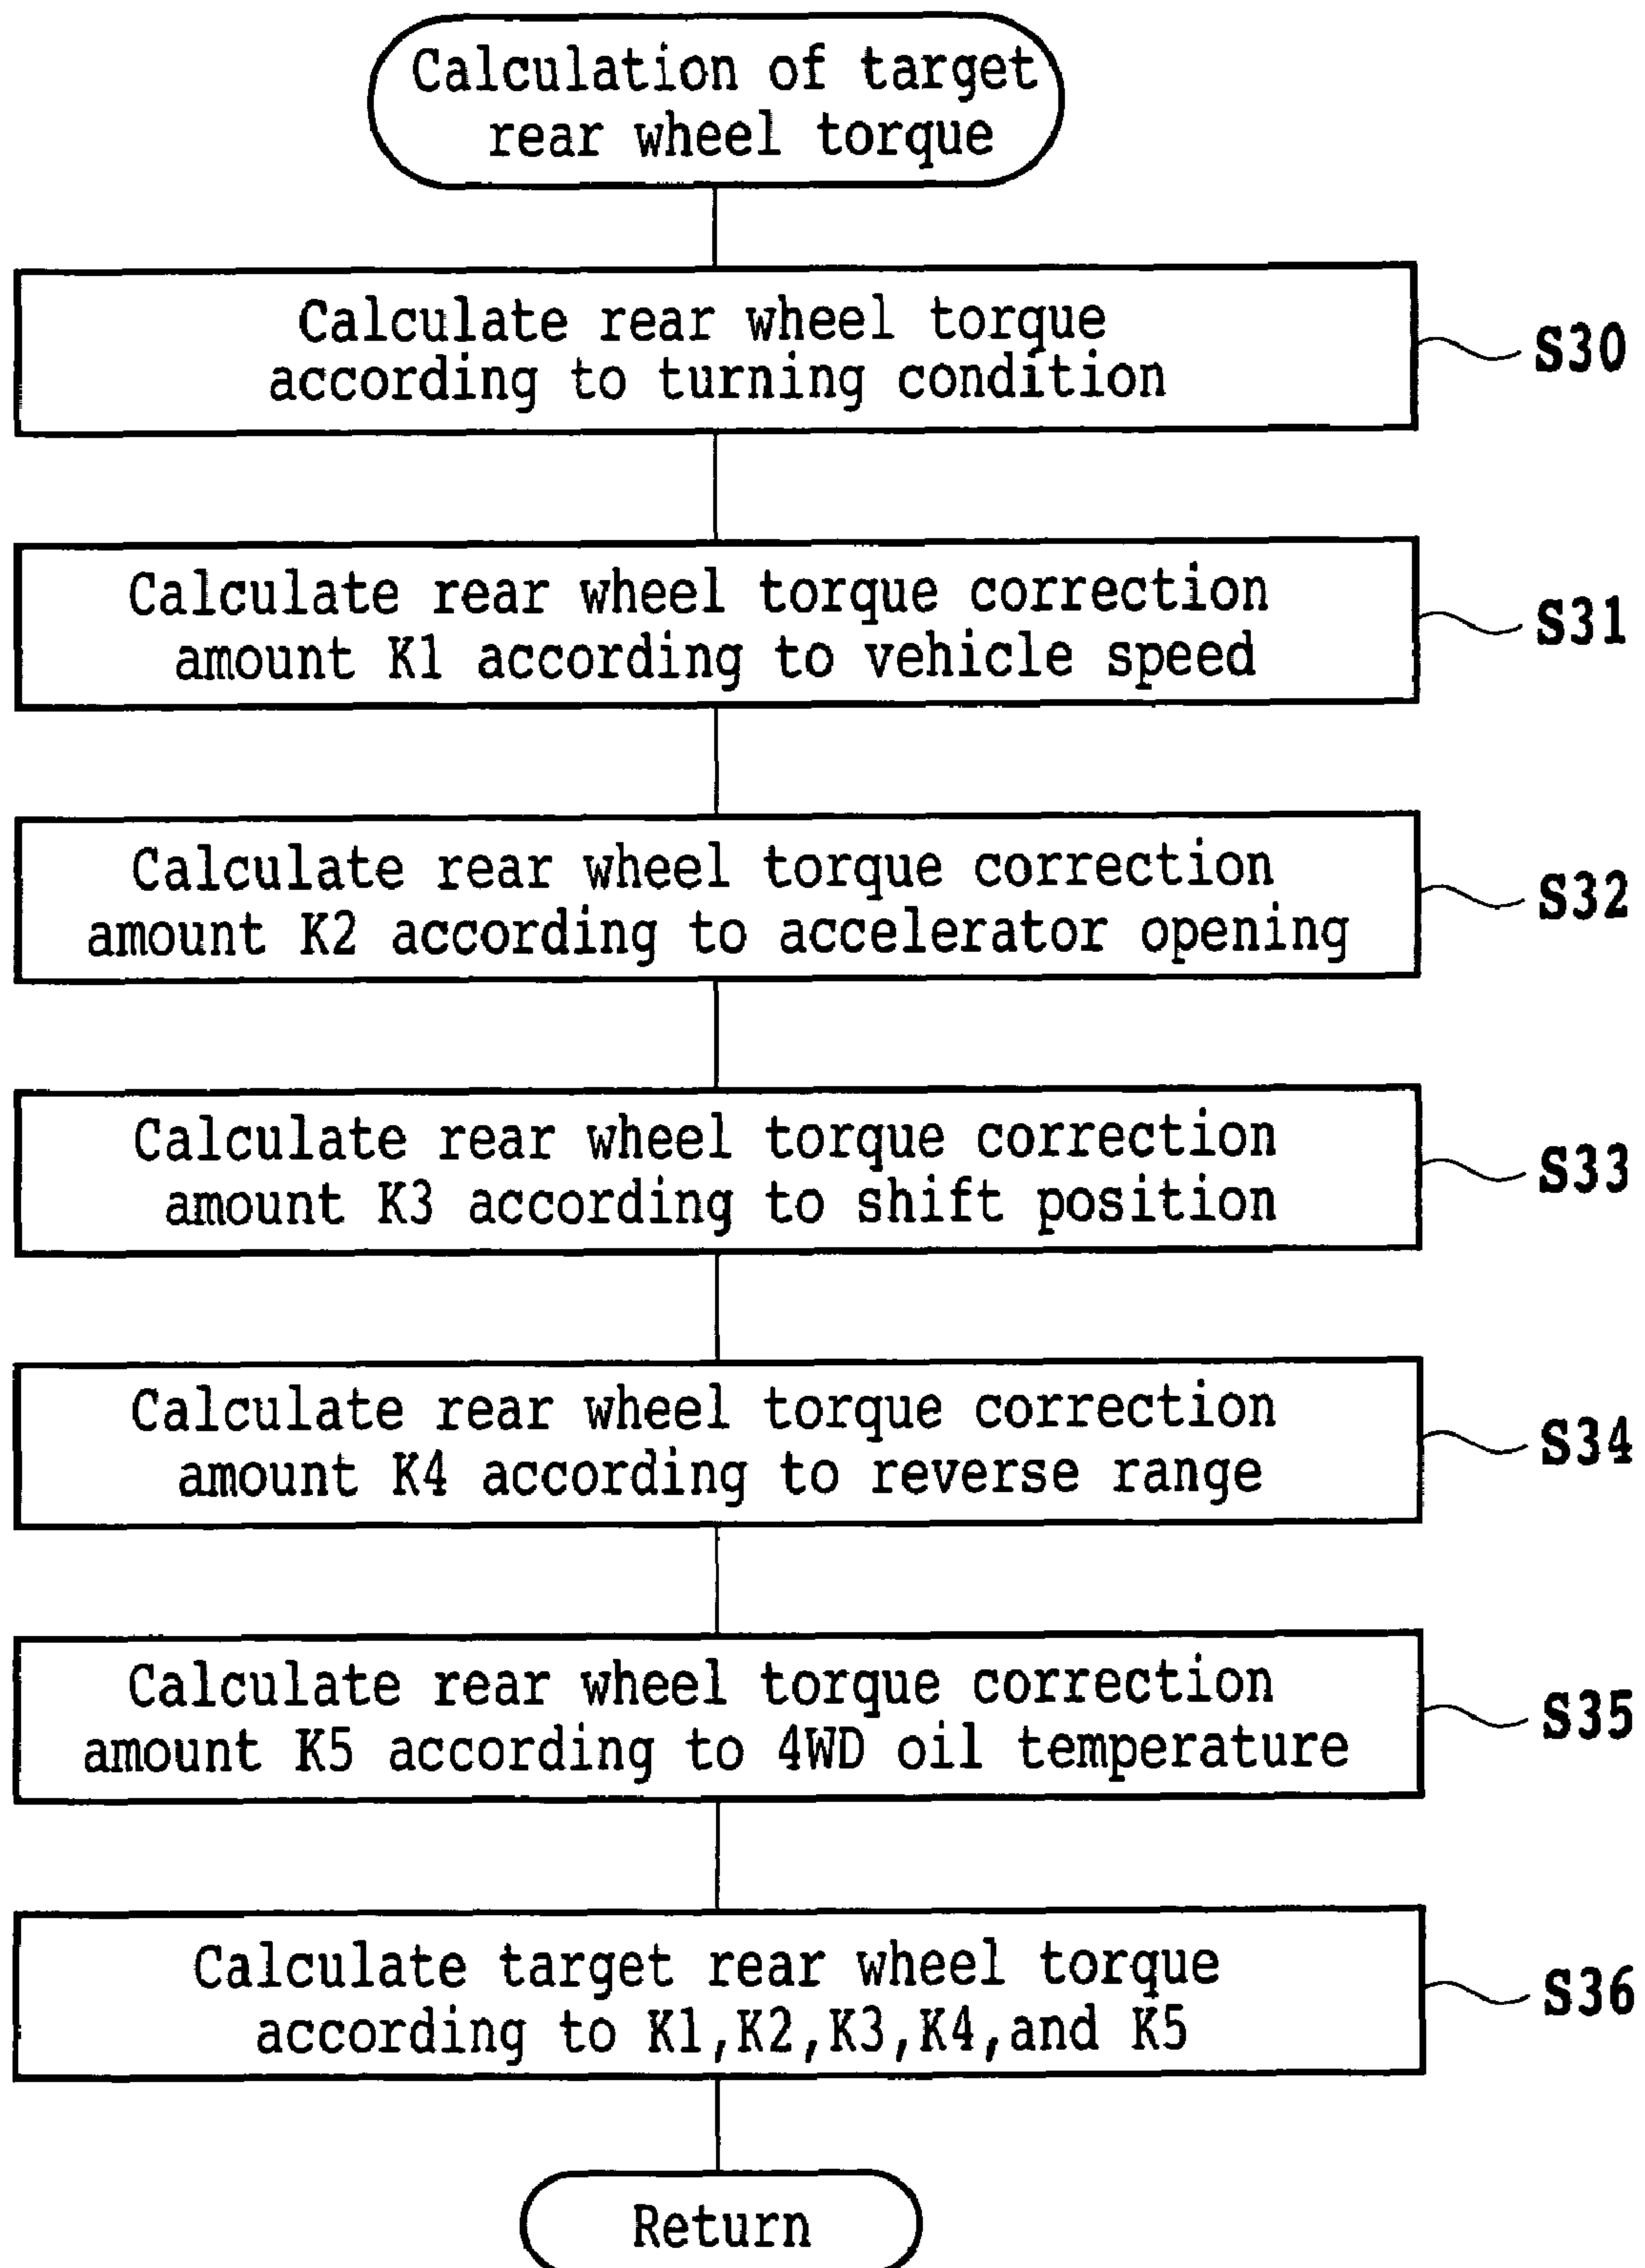 Calculation of target
rear wheel torque
Calculate rear wheel torque
according to turning condition
S30
Calculate rear wheel torque correction
amount K1 according to vehicle speed
S31
Calculate rear wheel torque correction
amount K2 according to accelerator opening
S32
Calculate rear wheel torque correction
amount K3 according to shift position
S33
Calculate rear wheel torque correction
amount K4 according to reverse range
S34
Calculate rear wheel torque correction
amount K5 according to 4WD oil temperature
S35
Calculate target rear wheel torque
according to K1,K2,K3,K4,and K5
S36
Return